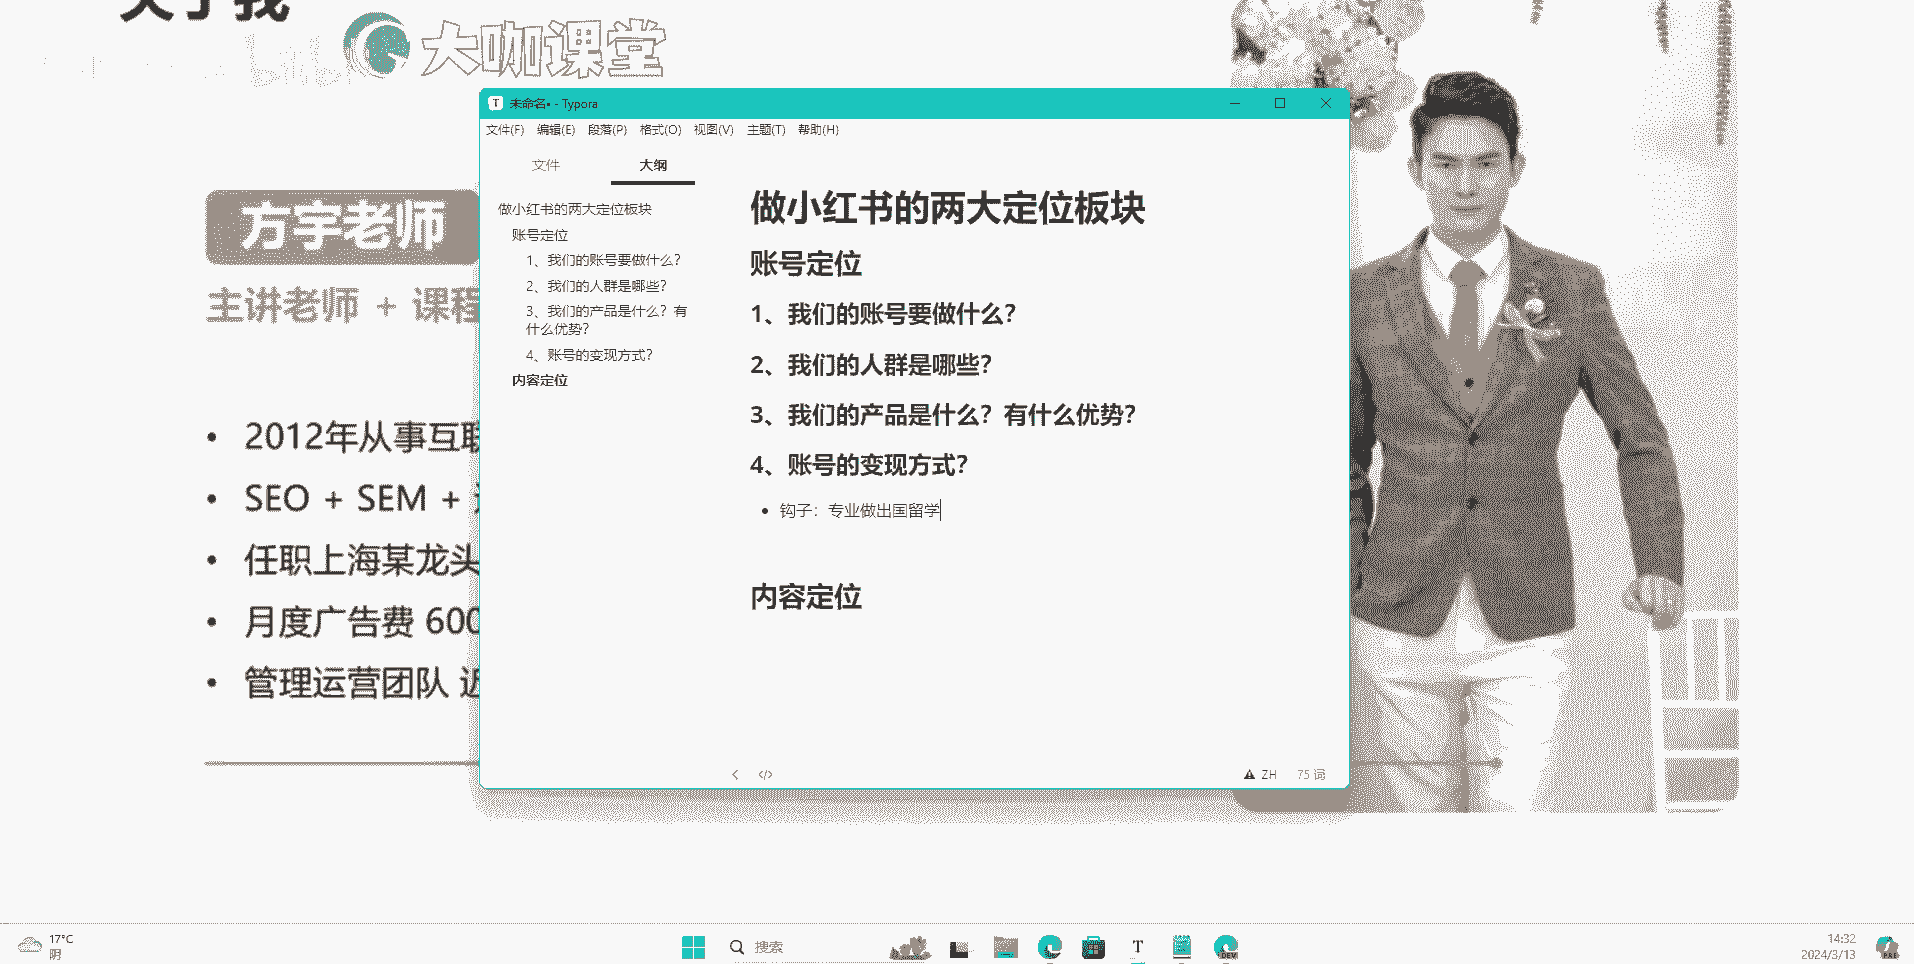 关于我
bilibili
大咖课堂
方宇老师
主讲老师 + 课程
2012年从事互联
SEO + SEM +
任职上海某龙头
月度广告费 600
管理运营团队 近
未命名• - Typora
文件(F) 编辑(E) 段落(P) 格式(O) 视图(V) 主题(T) 帮助(H)
文件 大纲
做小红书的两大定位板块
账号定位
1、我们的账号要做什么？
2、我们的人群是哪些？
3、我们的产品是什么？有
什么优势？
4、账号的变现方式？
内容定位
做小红书的两大定位板块
账号定位
1、我们的账号要做什么？
2、我们的人群是哪些？
3、我们的产品是什么？有什么优势？
4、账号的变现方式？
钩子：专业做出国留学
内容定位
ZH 75 词
17°C
阴
搜索
T
DEV
14:32
2024/3/13
PRE